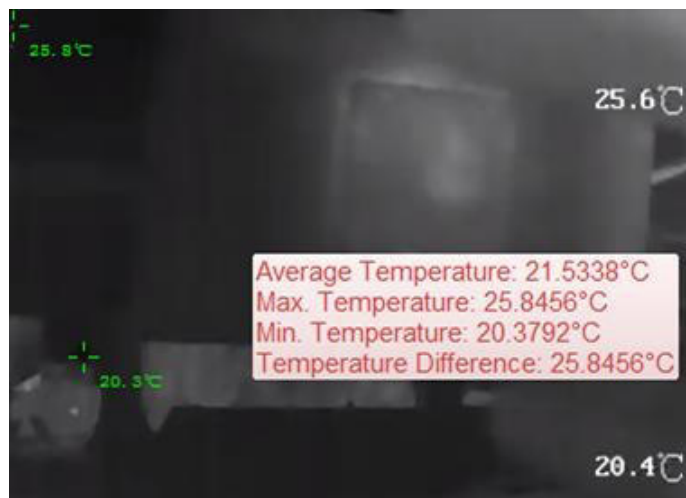 25.8℃
25.6℃
Average Temperature: 21.5338°C
Max. Temperature: 25.8456°C
Min. Temperature: 20.3792°C
Temperature Difference: 25.8456°C
20.3℃
20.4℃